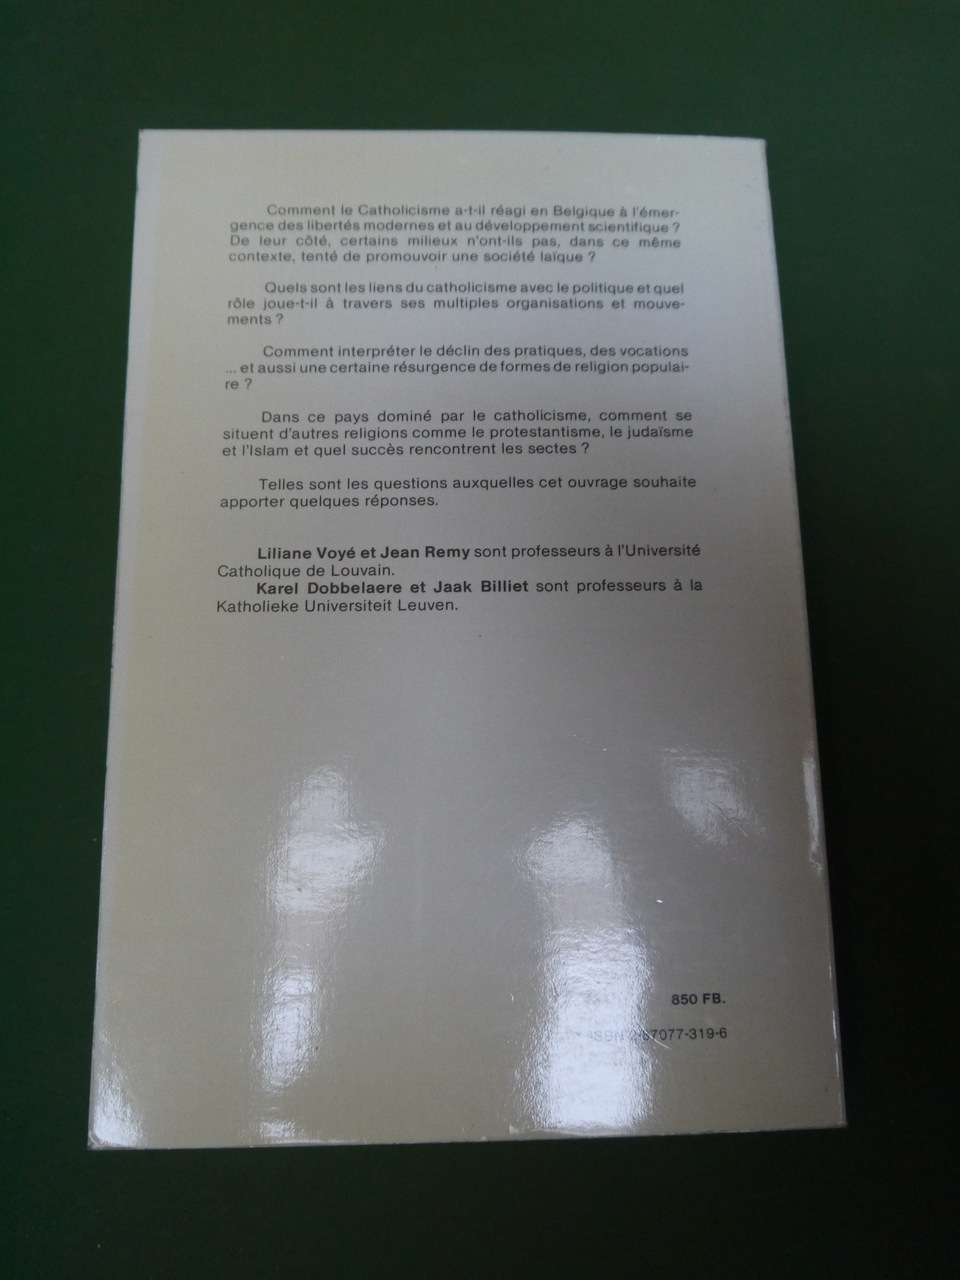 Comment le Catholicisme a-t-il réagi en Belgique à l'émer-
gence des libertés modernes et au développement scientifique ?
De leur côté, certains milieux n'ont-ils pas, dans ce même
contexte, tenté de promouvoir une société laïque ?
Quels sont les liens du catholicisme avec le politique et quel
rôle joue-t-il à travers ses multiples organisations et mouve-
ments ?
Comment interpréter le déclin des pratiques, des vocations
... et aussi une certaine résurgence de formes de religion populai-
re ?
Dans ce pays dominé par le catholicisme, comment se
situent d'autres religions comme le protestantisme, le judaïsme
et l'Islam et quel succès rencontrent les sectes ?
Telles sont les questions auxquelles cet ouvrage souhaite
apporter quelques réponses.
Liliane Voyé et Jean Remy sont professeurs à l'Université
Catholique de Louvain.
Karel Dobbelaere et Jaak Billiet sont professeurs à la
Katholieke Universiteit Leuven.
850 FB.
ISBN 2-87077-319-6